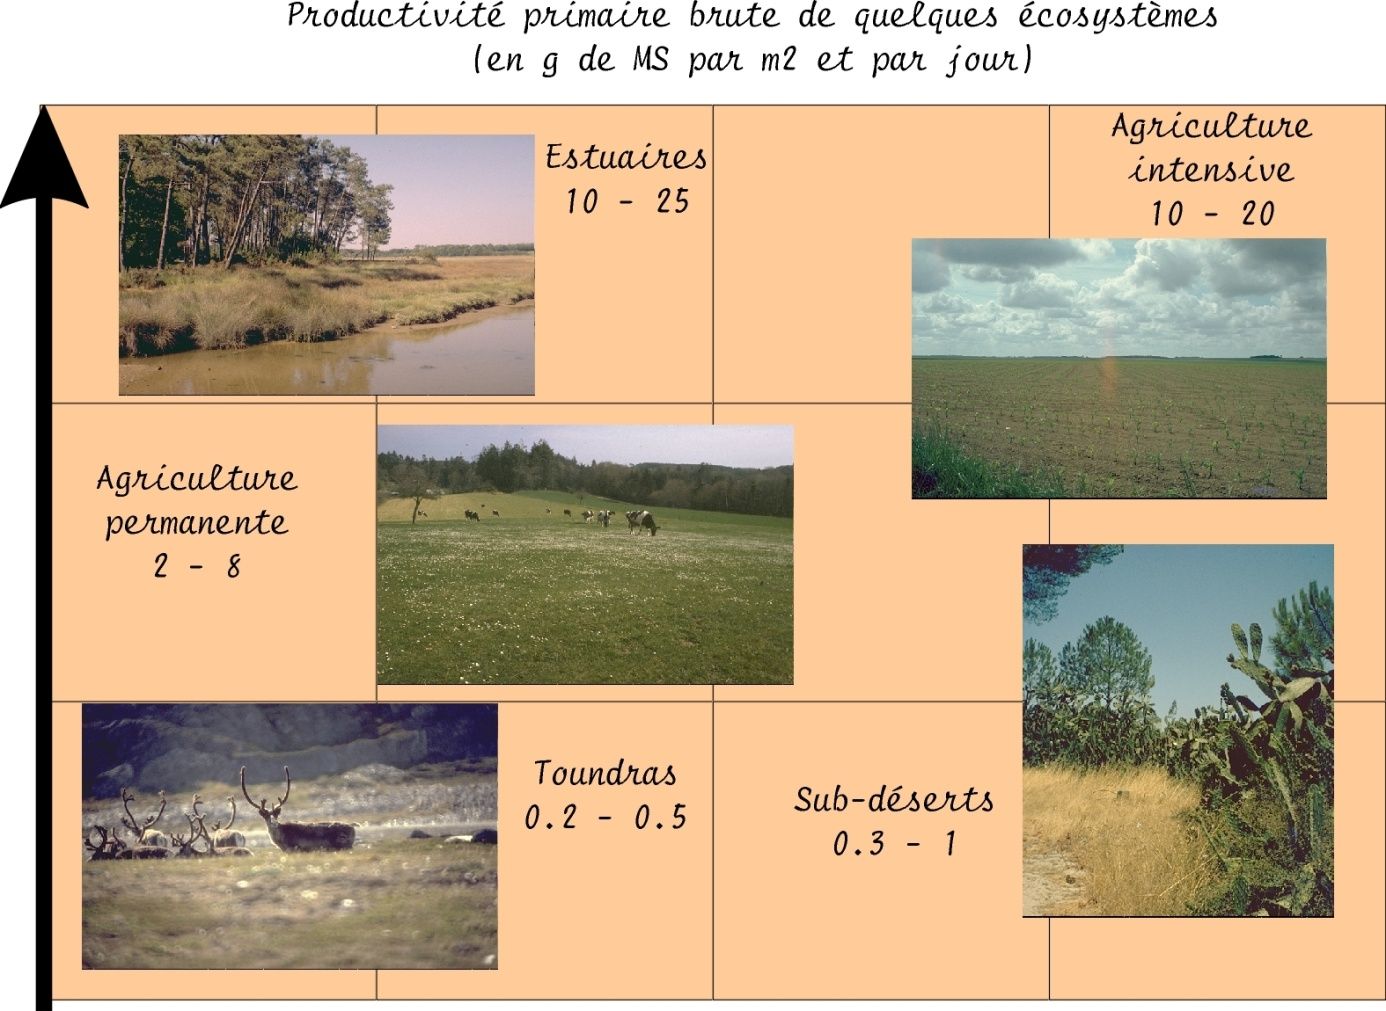 Productivité primaire brute de quelques écosystèmes
(en g de MS par m2 et par jour)
Estuaires
10 - 25
Agriculture
intensive
10 - 20
Agriculture
permanente
2 - 8
Toundras
0.2 - 0.5
Sub-déserts
0.3 - 1